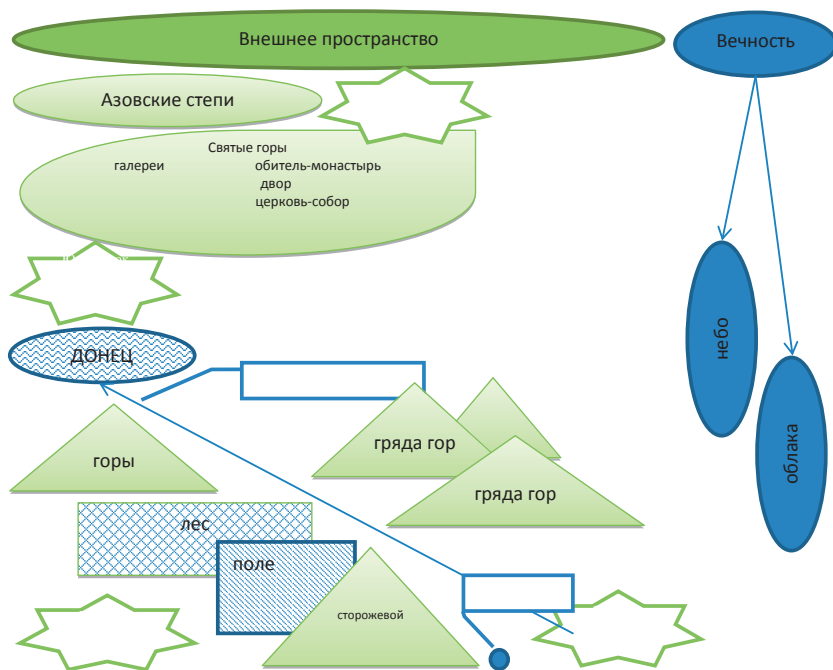 Внешнее пространство
Вечность
Азовские степи
Святые горы
галереи обитель-монастырь
двор
церковь-собор
ДОНЕЦ
небо
облака
гряда гор
горы
гряда гор
лес
поле
сторожевой